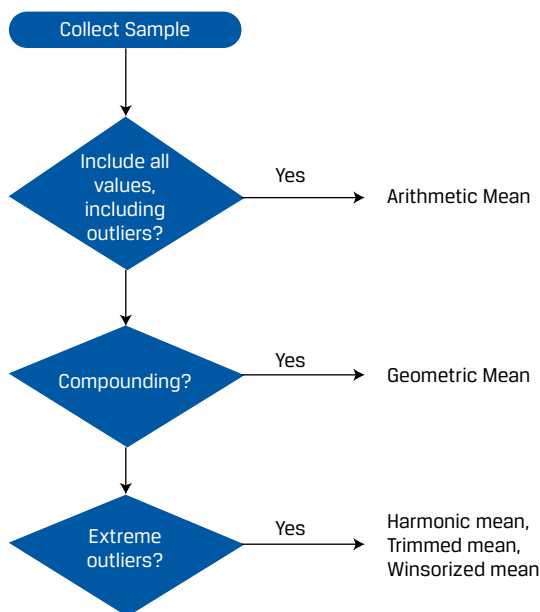 Collect Sample
Include all
values,
including
outliers?
Yes
Arithmetic Mean
Compounding?
Yes
Geometric Mean
Extreme
outliers?
Yes
Harmonic mean,
Trimmed mean,
Winsorized mean